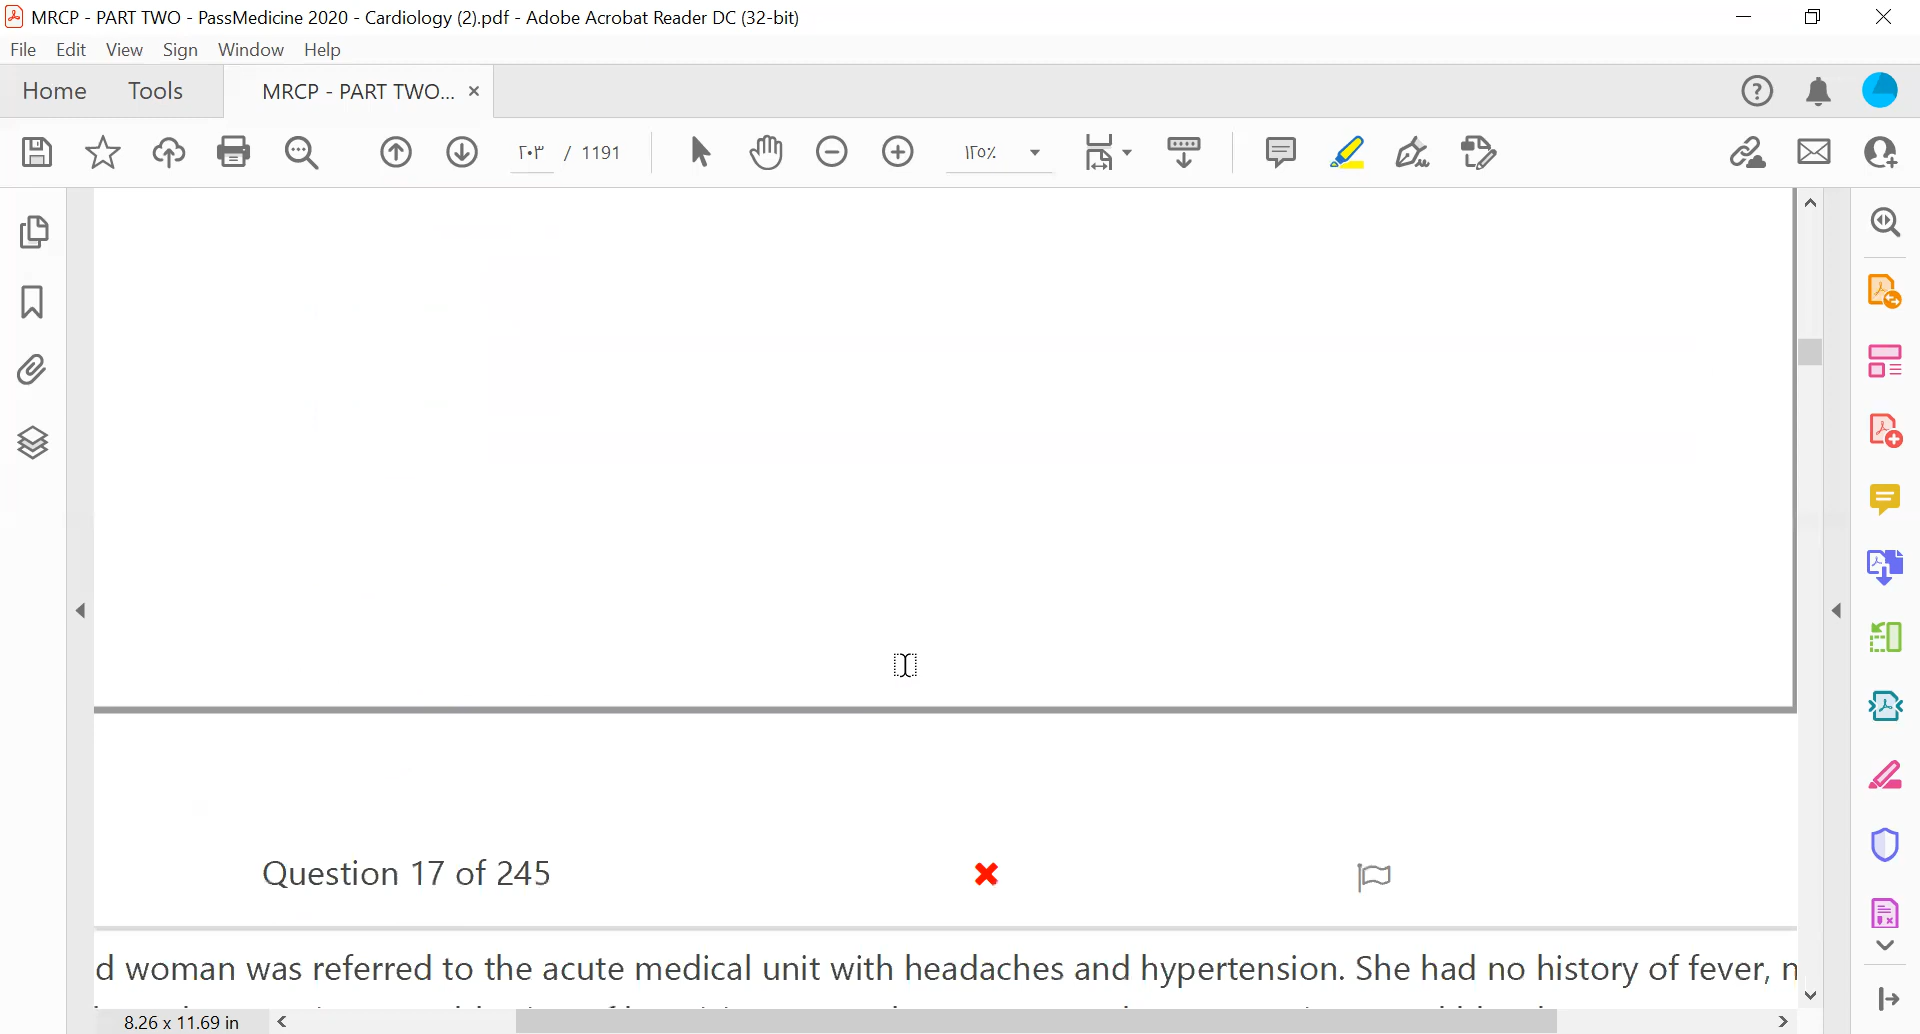 MRCP - PART TWO - PassMedicine 2020 - Cardiology (2).pdf - Adobe Acrobat Reader DC (32-bit)
File Edit View Sign Window Help
Home Tools MRCP - PART TWO... ×
٢٠٣ / 1191 ١٢٥٪
Question 17 of 245
d woman was referred to the acute medical unit with headaches and hypertension. She had no history of fever, n
8.26 x 11.69 in